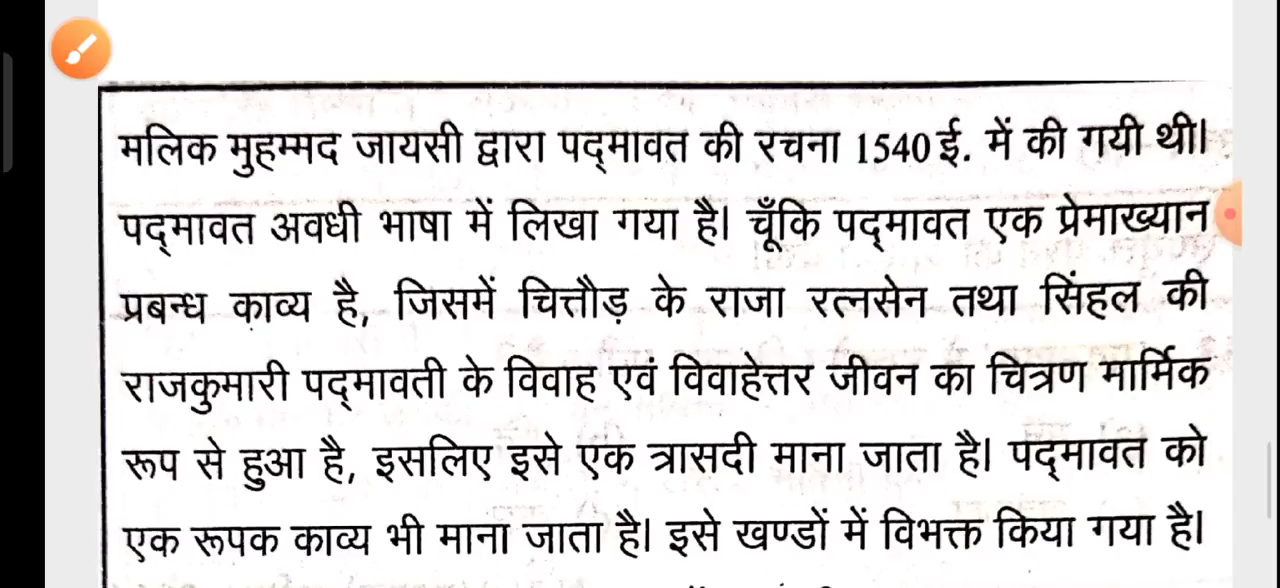 मलिक मुहम्मद जायसी द्वारा पद्‌मावत की रचना 1540 ई. में की गयी थी।
पद्‌मावत अवधी भाषा में लिखा गया है। चूँकि पद्‌मावत एक प्रेमाख्यान
प्रबन्ध काव्य है, जिसमें चित्तौड़ के राजा रत्नसेन तथा सिंहल की
राजकुमारी पद्‌मावती के विवाह एवं विवाहेत्तर जीवन का चित्रण मार्मिक
रूप से हुआ है, इसलिए इसे एक त्रासदी माना जाता है। पद्‌मावत को
एक रूपक काव्य भी माना जाता है। इसे खण्डों में विभक्त किया गया है।